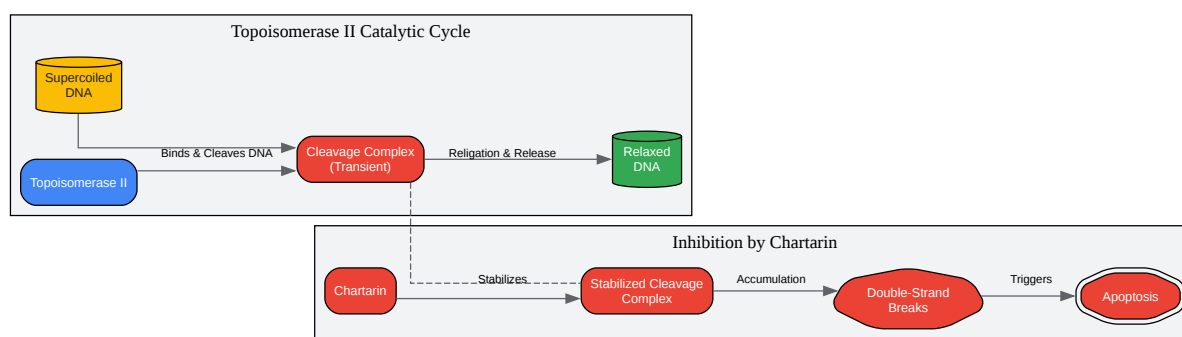 Topoisomerase II Catalytic Cycle
Supercoiled
DNA
Binds & Cleaves DNA
Topoisomerase II
Cleavage Complex
(Transient)
Religation & Release
Relaxed
DNA
Inhibition by Chartarin
Chartarin
Stabilizes
Stabilized Cleavage
Complex
Accumulation
Double-Strand
Breaks
Triggers
Apoptosis